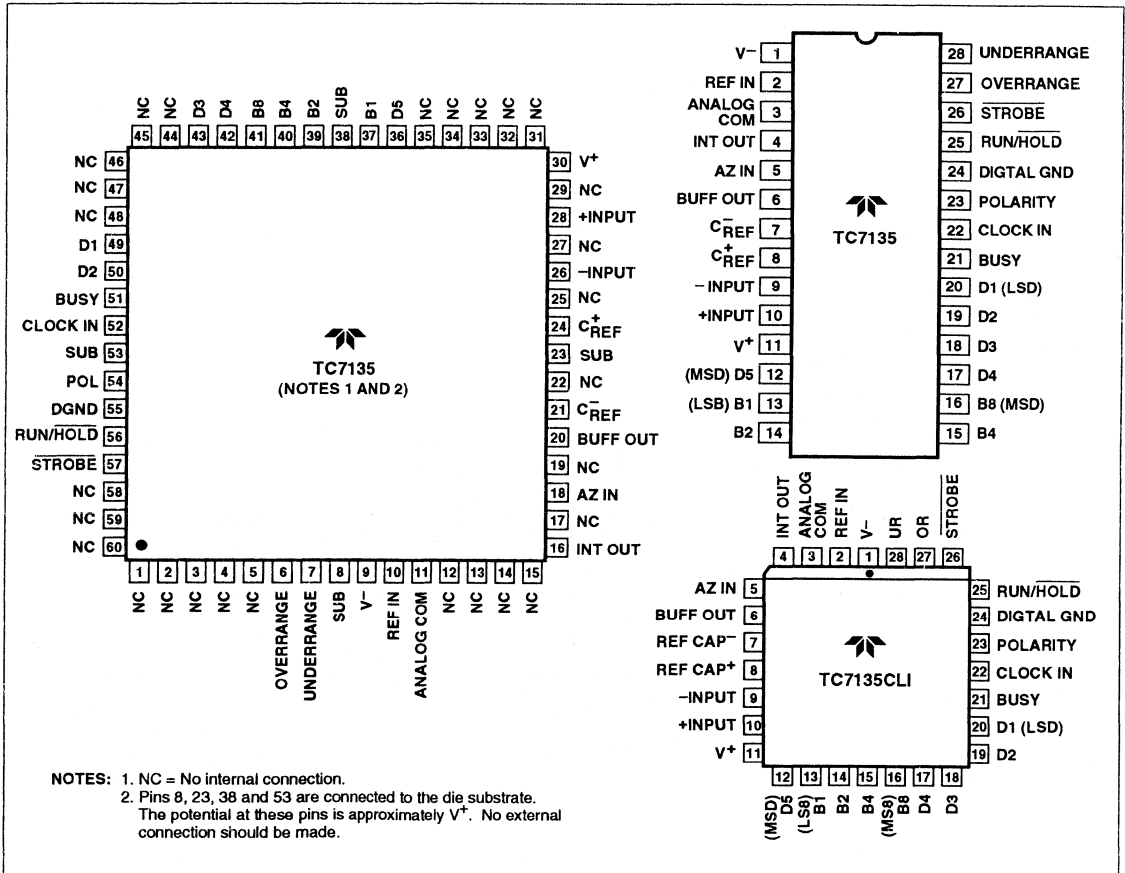 45 44 43 42 41 40 39 38 37 36 35 34 33 32 31
NC NC D3 D4 B8 B4 B2 SUB B1 D5 NC NC NC NC NC
NC 46
NC 47
NC 48
D1 49
D2 50
BUSY 51
CLOCK IN 52
SUB 53
POL 54
DGND 55
RUN/HOLD 56
STROBE 57
NC 58
NC 59
NC 60
TC7135
(NOTES 1 AND 2)
30 V+
29 NC
28 +INPUT
27 NC
26 –INPUT
25 NC
24 C+REF
23 SUB
22 NC
21 C–REF
20 BUFF OUT
19 NC
18 AZ IN
17 NC
16 INT OUT
1 2 3 4 5 6 7 8 9 10 11 12 13 14 15
NC NC NC NC NC OVERRANGE UNDERRANGE SUB V– REF IN ANALOG COM NC NC NC NC
V– 1
REF IN 2
ANALOG
COM 3
INT OUT 4
AZ IN 5
BUFF OUT 6
C–REF 7
C+REF 8
–INPUT 9
+INPUT 10
V+ 11
(MSD) D5 12
(LSB) B1 13
B2 14
TC7135
28 UNDERRANGE
27 OVERRANGE
26 STROBE
25 RUN/HOLD
24 DIGTAL GND
23 POLARITY
22 CLOCK IN
21 BUSY
20 D1 (LSD)
19 D2
18 D3
17 D4
16 B8 (MSD)
15 B4
INT OUT ANALOG COM REF IN V– UR OR STROBE
4 3 2 1 28 27 26
AZ IN 5
BUFF OUT 6
REF CAP– 7
REF CAP+ 8
–INPUT 9
+INPUT 10
V+ 11
TC7135CLI
25 RUN/HOLD
24 DIGTAL GND
23 POLARITY
22 CLOCK IN
21 BUSY
20 D1 (LSD)
19 D2
12 13 14 15 16 17 18
(MSD) D5 (LS8) B1 B2 B4 (MS8) B8 D4 D3
NOTES: 1. NC = No internal connection.
2. Pins 8, 23, 38 and 53 are connected to the die substrate.
The potential at these pins is approximately V+. No external
connection should be made.